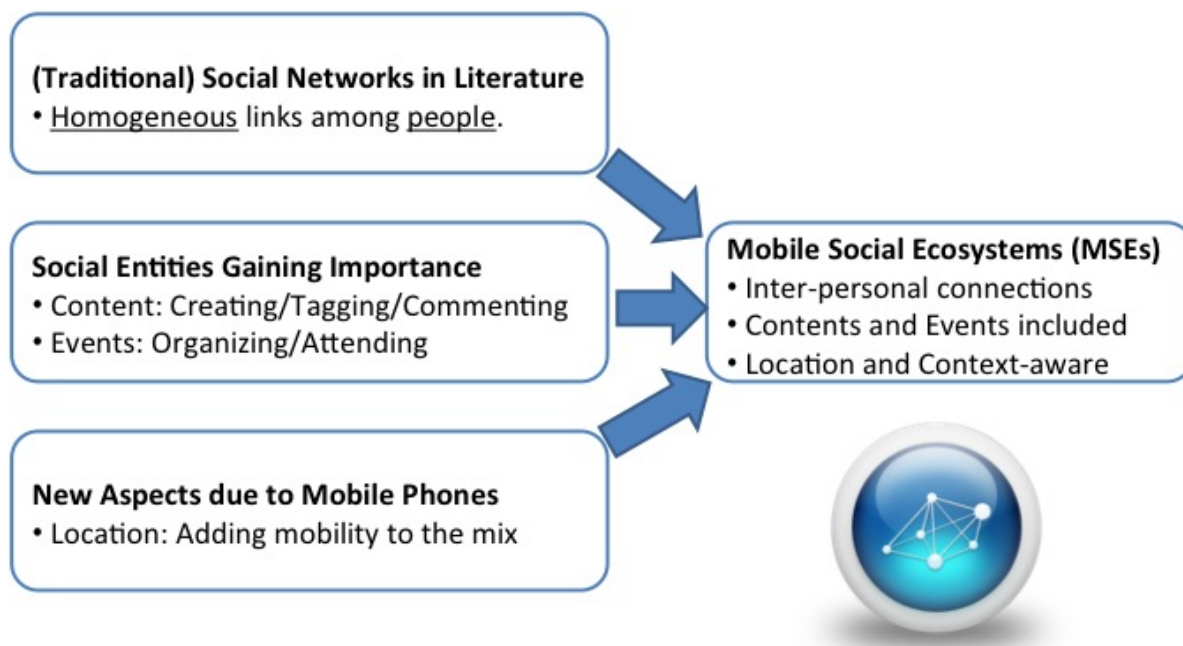 (Traditional) Social Networks in Literature
• Homogeneous links among people.
Social Entities Gaining Importance
• Content: Creating/Tagging/Commenting
• Events: Organizing/Attending
New Aspects due to Mobile Phones
• Location: Adding mobility to the mix
Mobile Social Ecosystems (MSEs)
• Inter-personal connections
• Contents and Events included
• Location and Context-aware